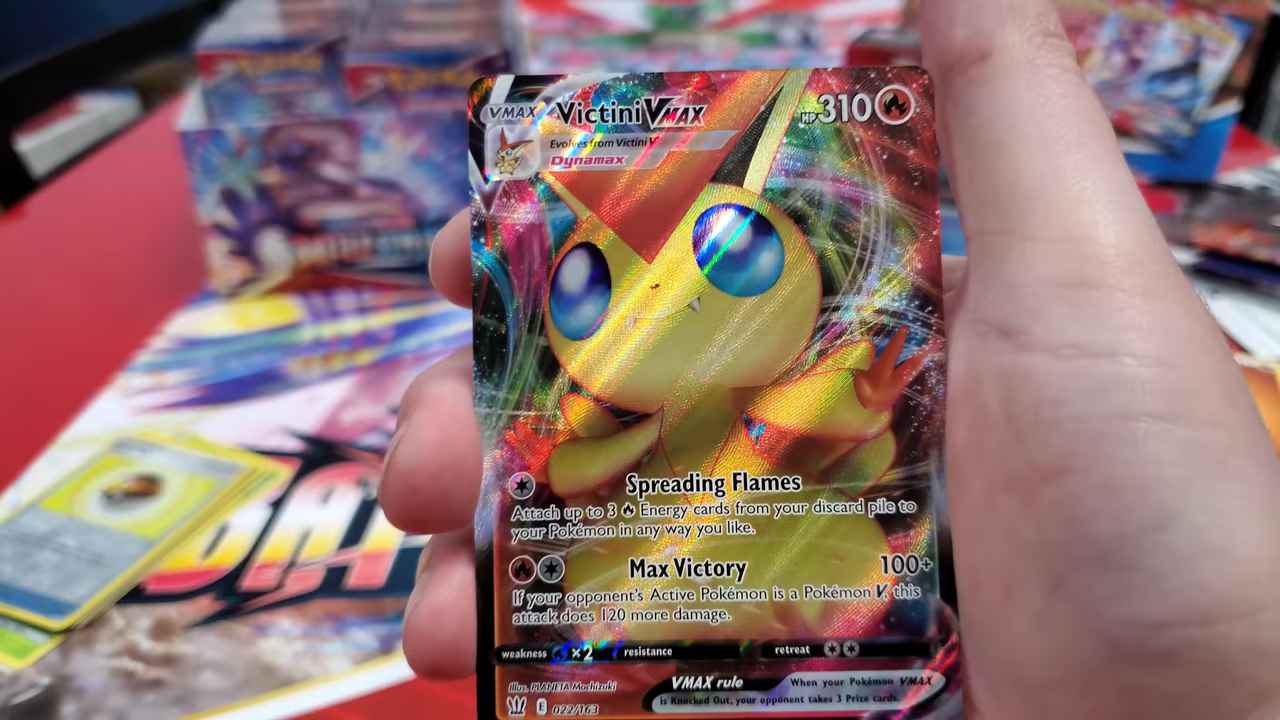 Pokémon
VMAX
Victini VMAX
HP 310
Evolves from Victini V
Dynamax
Spreading Flames
Attach up to 3 Energy cards from your discard pile to
your Pokémon in any way you like.
Max Victory 100+
If your opponent's Active Pokémon is a Pokémon V, this
attack does 120 more damage.
weakness ×2 resistance retreat
Illus. PLANETA Mochizuki
VMAX rule When your Pokémon VMAX
is Knocked Out, your opponent takes 3 Prize cards.
E 022/163
BA